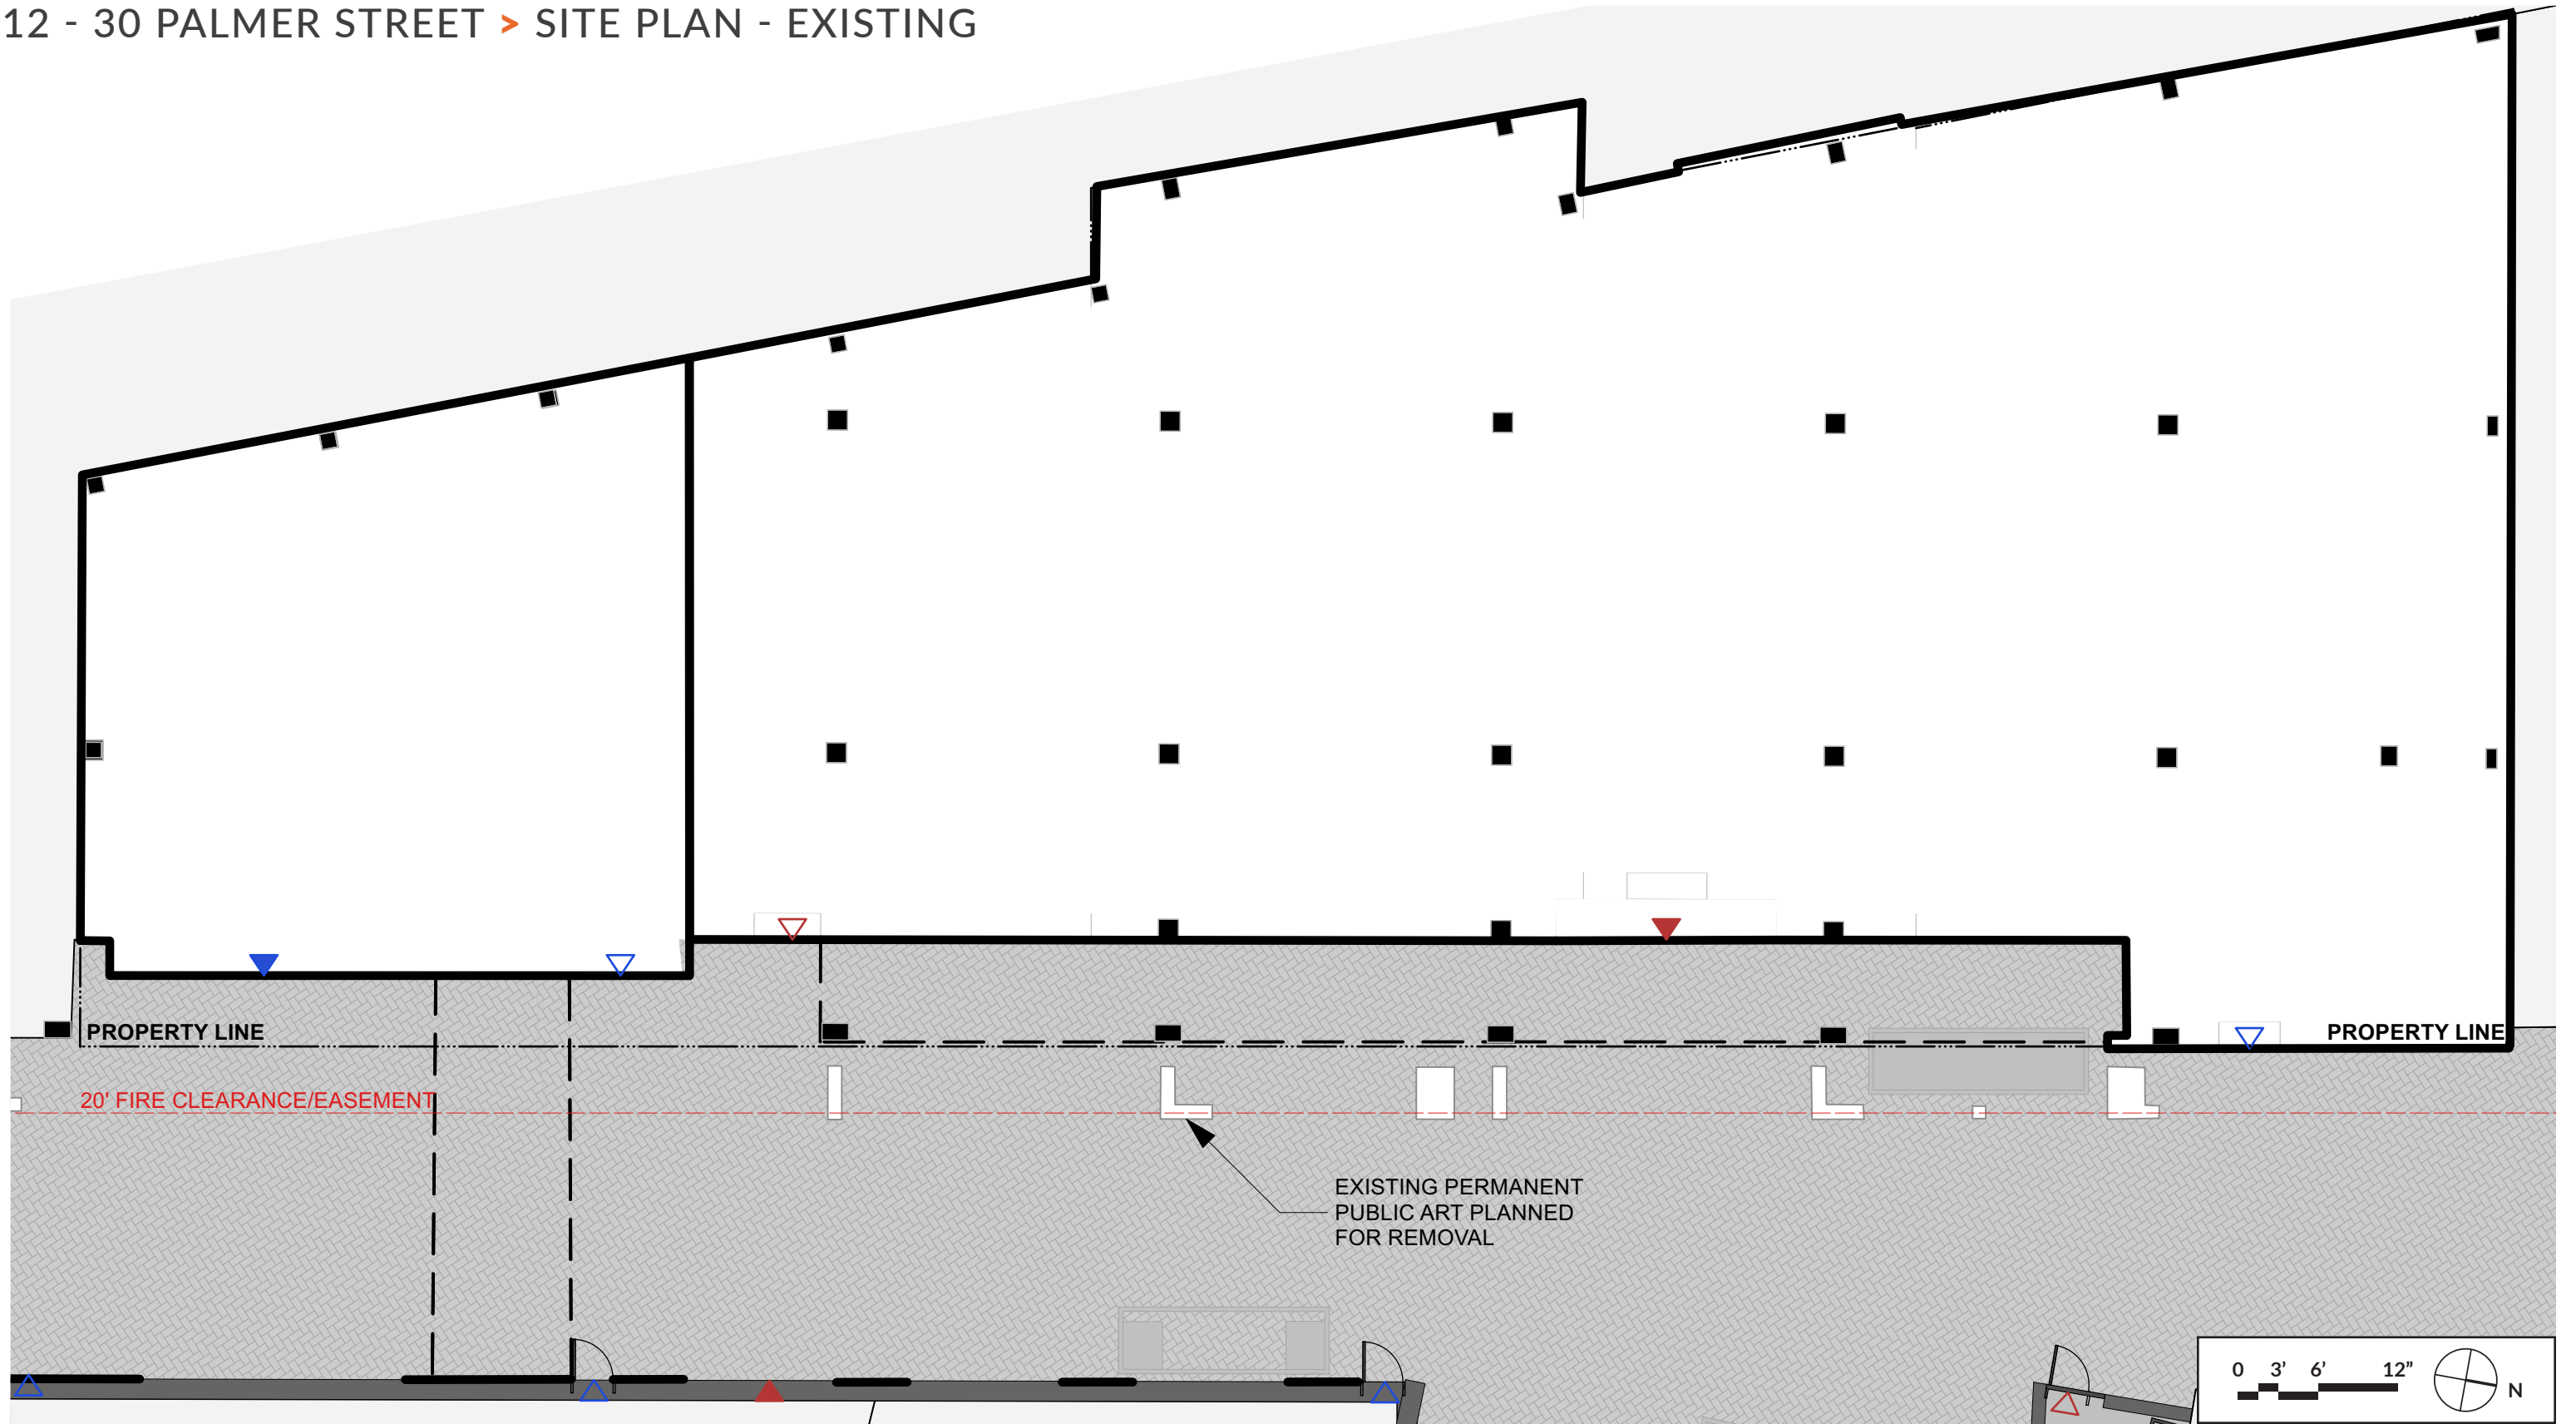 12 - 30 PALMER STREET > SITE PLAN - EXISTING
PROPERTY LINE
PROPERTY LINE
20' FIRE CLEARANCE/EASEMENT
EXISTING PERMANENT
PUBLIC ART PLANNED
FOR REMOVAL
0 3’ 6’ 12”
N